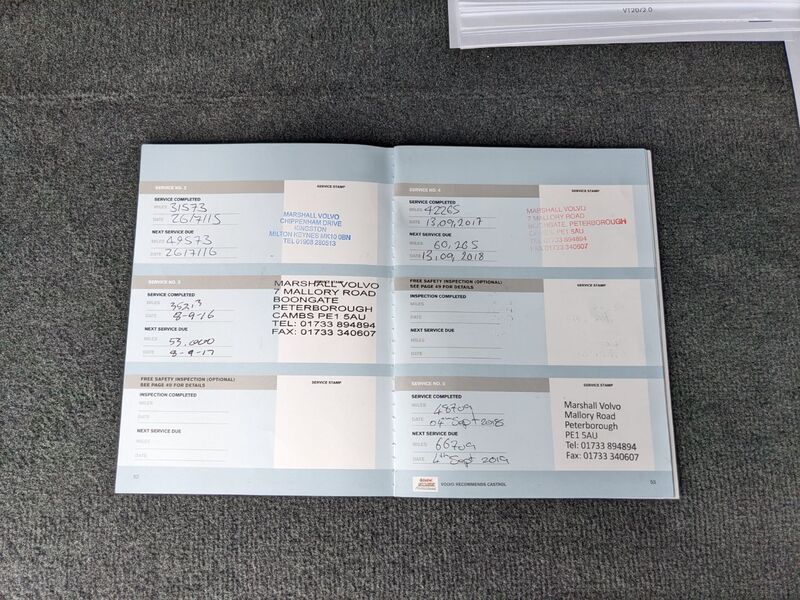 VT20/2.0
SERVICE NO. 2
SERVICE STAMP
SERVICE COMPLETED
MILES 31573
DATE 26/7/15
NEXT SERVICE DUE
MILES 49573
DATE 26/7/16
MARSHALL VOLVO
CHIPPENHAM DRIVE
KINGSTON
MILTON KEYNES MK10 0BN
TEL 01908 280513
SERVICE NO. 3
SERVICE COMPLETED
MILES
DATE 8-9-16
NEXT SERVICE DUE
MILES 53.000
DATE 8-9-17
MARSHALL VOLVO
7 MALLORY ROAD
BOONGATE
PETERBOROUGH
CAMBS PE1 5AU
TEL: 01733 894894
FAX: 01733 340607
FREE SAFETY INSPECTION (OPTIONAL)
SEE PAGE 49 FOR DETAILS
SERVICE STAMP
INSPECTION COMPLETED
MILES
DATE
NEXT SERVICE DUE
MILES
DATE
52
SERVICE NO. 4
SERVICE STAMP
SERVICE COMPLETED
MILES 42265
DATE 13,09,2017
NEXT SERVICE DUE
MILES 60,265
DATE 13,09,2018
MARSHALL VOLVO
7 MALLORY ROAD
BOONGATE, PETERBOROUGH
CAMBS PE1 5AU
TEL: 01733 894894
FAX: 01733 340607
FREE SAFETY INSPECTION (OPTIONAL)
SEE PAGE 49 FOR DETAILS
SERVICE STAMP
INSPECTION COMPLETED
MILES
DATE
NEXT SERVICE DUE
MILES
DATE
SERVICE NO. 5
SERVICE STAMP
SERVICE COMPLETED
MILES 48709
DATE 04th Sept 2018
NEXT SERVICE DUE
MILES 66709
DATE 4th Sept 2019
Marshall Volvo
Mallory Road
Peterborough
PE1 5AU
Tel: 01733 894894
Fax: 01733 340607
Castrol
VOLVO RECOMMENDS CASTROL
53